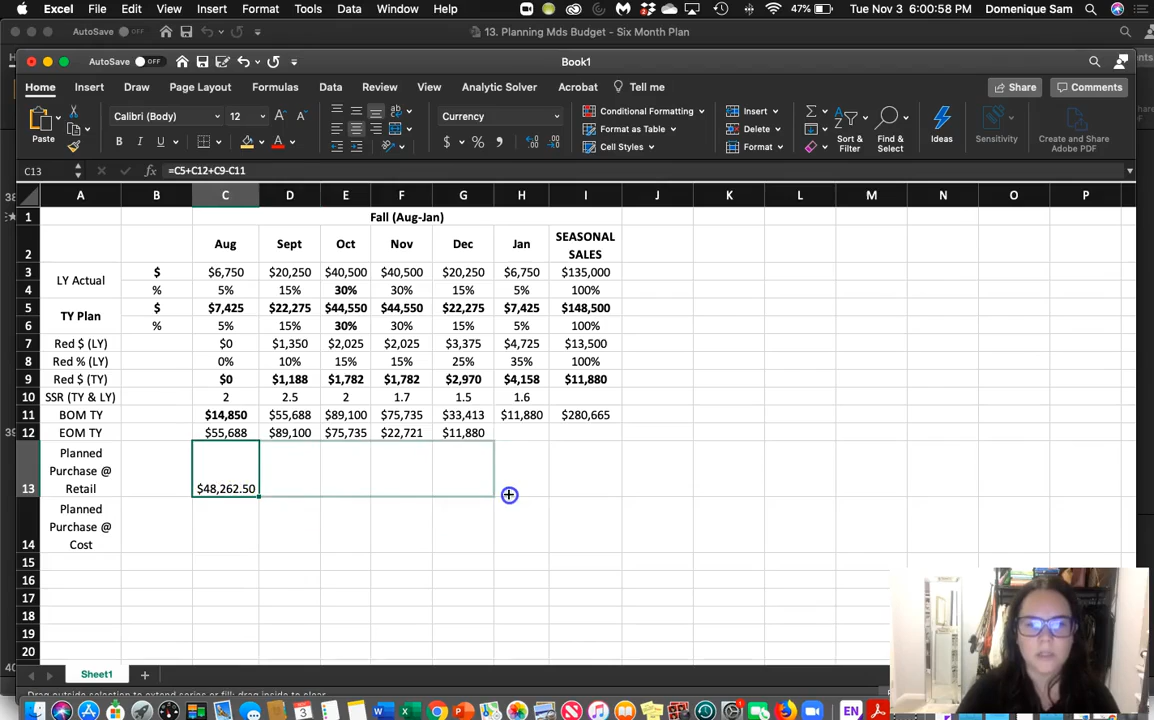 Excel File Edit View Insert Format Tools Data Window Help 47% Tue Nov 3 6:00:58 PM Domenique Sam
AutoSave OFF 13. Planning Mds Budget - Six Month Plan
AutoSave OFF Book1
Home Insert Draw Page Layout Formulas Data Review View Analytic Solver Acrobat Tell me Share Comments
Paste Calibri (Body) 12 Currency Conditional Formatting Insert
Format as Table Delete
Cell Styles Format
B I U $ % Sort & Filter Find & Select Ideas Sensitivity Create and Share Adobe PDF
C13 fx =C5+C12+C9-C11
A B C D E F G H I J K L M N O P
1 Fall (Aug-Jan)
2 Aug Sept Oct Nov Dec Jan SEASONAL SALES
3 LY Actual $ $6,750 $20,250 $40,500 $40,500 $20,250 $6,750 $135,000
4 % 5% 15% 30% 30% 15% 5% 100%
5 TY Plan $ $7,425 $22,275 $44,550 $44,550 $22,275 $7,425 $148,500
6 % 5% 15% 30% 30% 15% 5% 100%
7 Red $ (LY) $0 $1,350 $2,025 $2,025 $3,375 $4,725 $13,500
8 Red % (LY) 0% 10% 15% 15% 25% 35% 100%
9 Red $ (TY) $0 $1,188 $1,782 $1,782 $2,970 $4,158 $11,880
10 SSR (TY & LY) 2 2.5 2 1.7 1.5 1.6
11 BOM TY $14,850 $55,688 $89,100 $75,735 $33,413 $11,880 $280,665
12 EOM TY $55,688 $89,100 $75,735 $22,721 $11,880
13 Planned Purchase @ Retail $48,262.50
14 Planned Purchase @ Cost
15
16
17
18
19
20
Sheet1 +
Drag outside selection to extend series or fill; drag inside to clear
EN